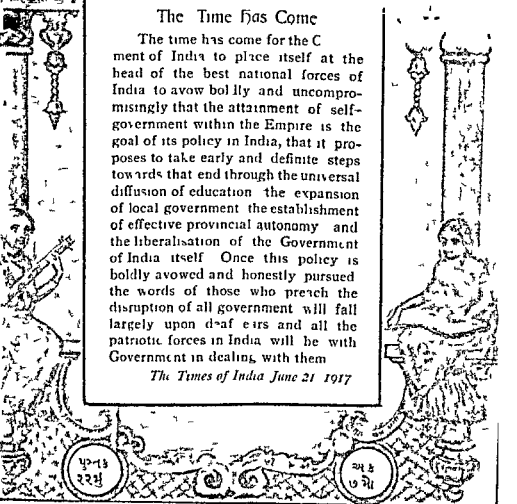 The Time Has Come
The time has come for the C
ment of India to place itself at the
head of the best national forces of
India to avow boldly and uncompro-
misingly that the attainment of self-
government within the Empire is the
goal of its policy in India, that it pro-
poses to take early and definite steps
towards that end through the universal
diffusion of education the expansion
of local government the establishment
of effective provincial autonomy and
the liberalisation of the Government
of India itself Once this policy is
boldly avowed and honestly pursued
the words of those who preach the
disruption of all government will fall
largely upon deaf ears and all the
patriotic forces in India will be with
Government in dealing with them
The Times of India June 21 1917
પુસ્તક
૨૨મું
અંક
૭ મો